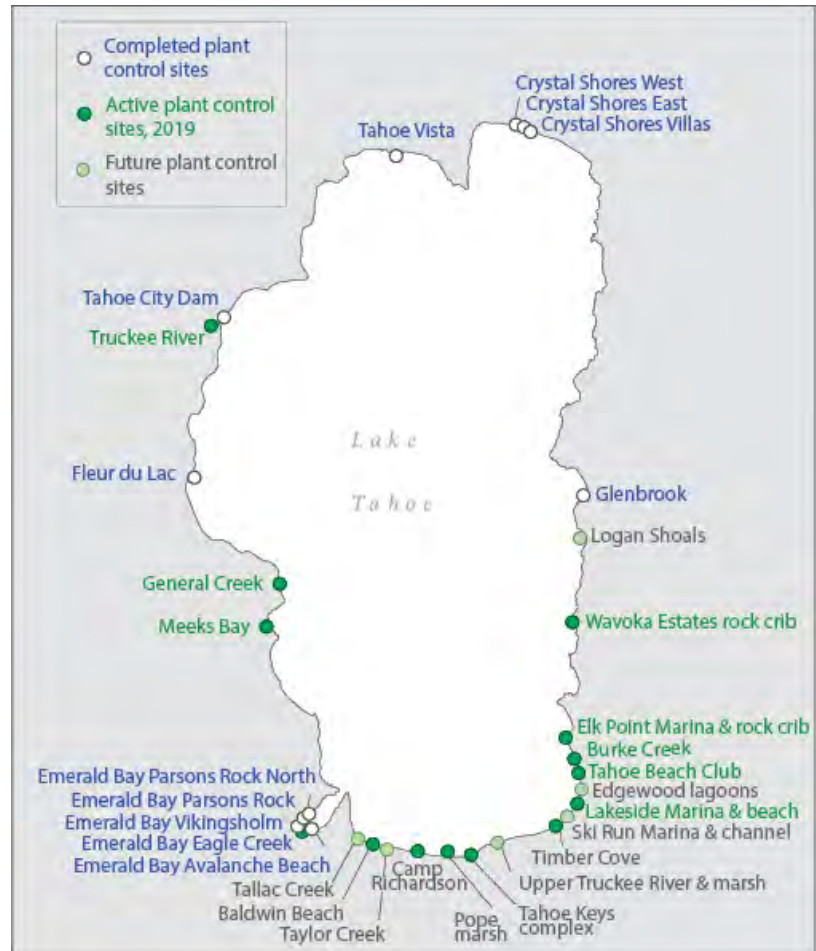 Completed plant
control sites
Active plant control
sites, 2019
Future plant control
sites
Crystal Shores West
Crystal Shores East
Crystal Shores Villas
Tahoe Vista
Tahoe City Dam
Truckee River
Lake
Tahoe
Fleur du Lac
Glenbrook
Logan Shoals
General Creek
Meeks Bay
Wavoka Estates rock crib
Elk Point Marina & rock crib
Burke Creek
Tahoe Beach Club
Edgewood lagoons
Lakeside Marina & beach
Ski Run Marina & channel
Timber Cove
Emerald Bay Parsons Rock North
Emerald Bay Parsons Rock
Emerald Bay Vikingsholm
Emerald Bay Eagle Creek
Emerald Bay Avalanche Beach
Tallac Creek
Baldwin Beach
Taylor Creek
Camp
Richardson
Pope
marsh
Tahoe Keys
complex
Upper Truckee River & marsh